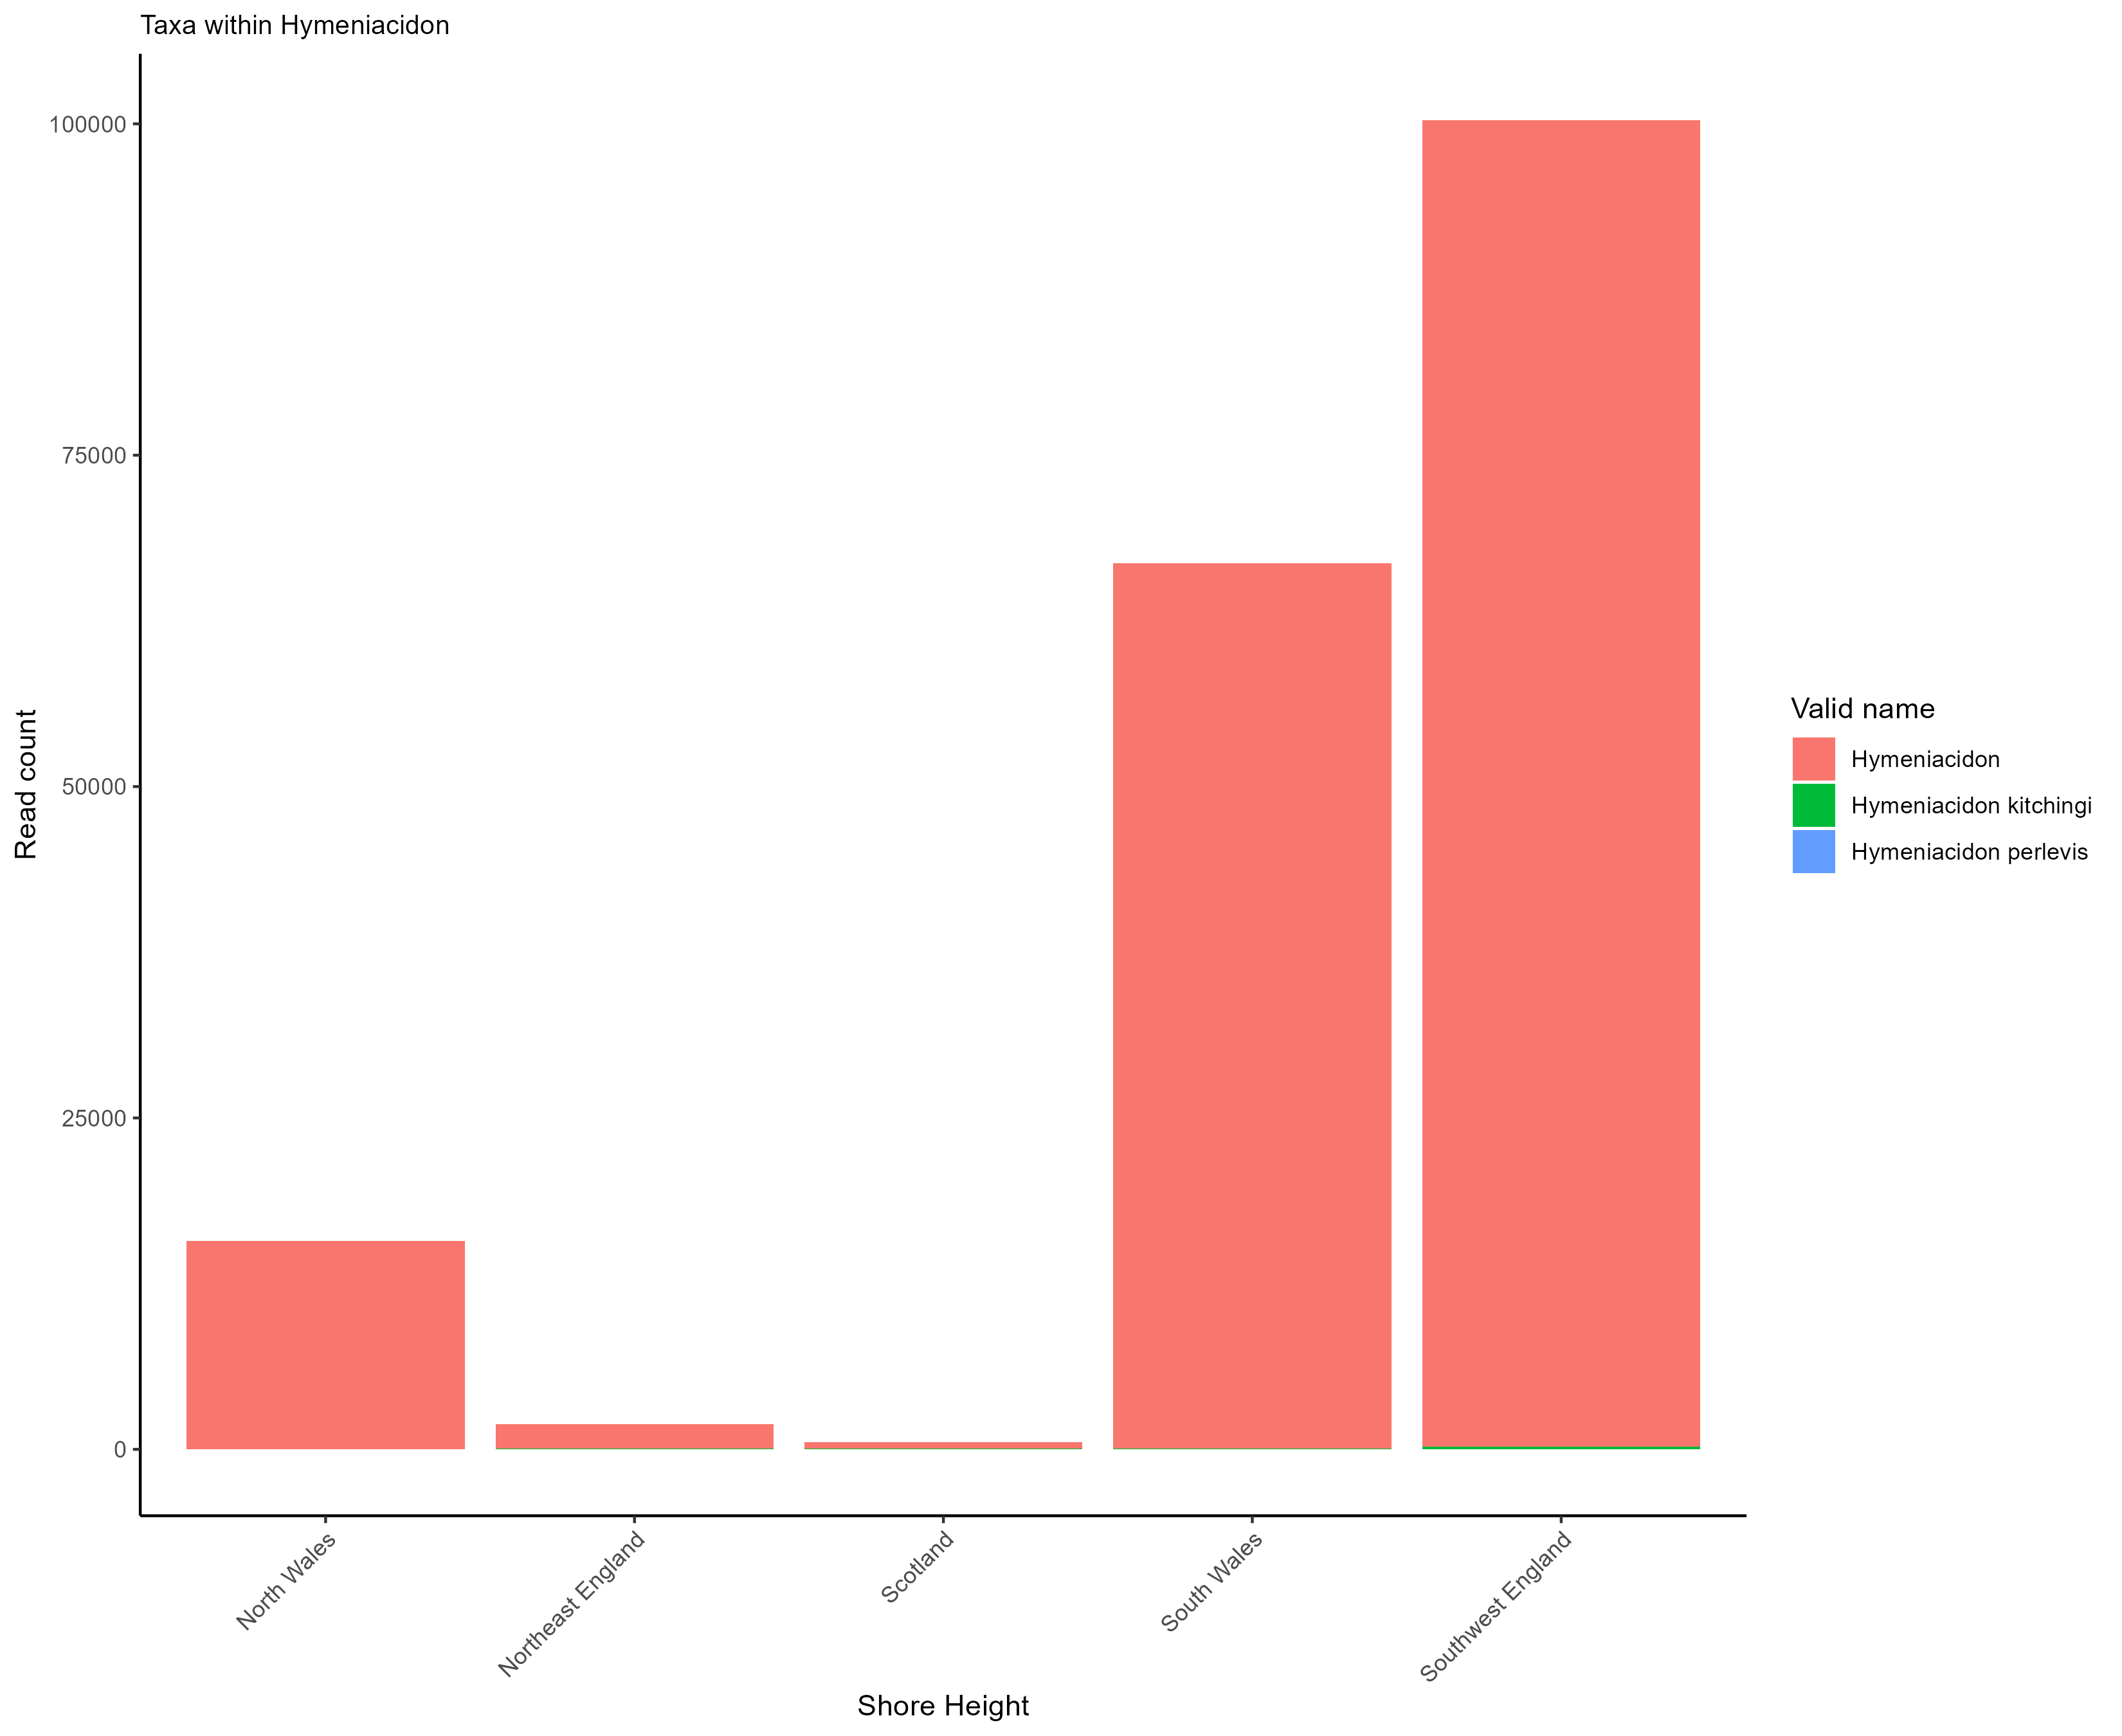 Taxa within Hymeniacidon
Read count
100000
75000
50000
25000
0
North Wales
Northeast England
Scotland
South Wales
Southwest England
Shore Height
Valid name
Hymeniacidon
Hymeniacidon kitchingi
Hymeniacidon perlevis